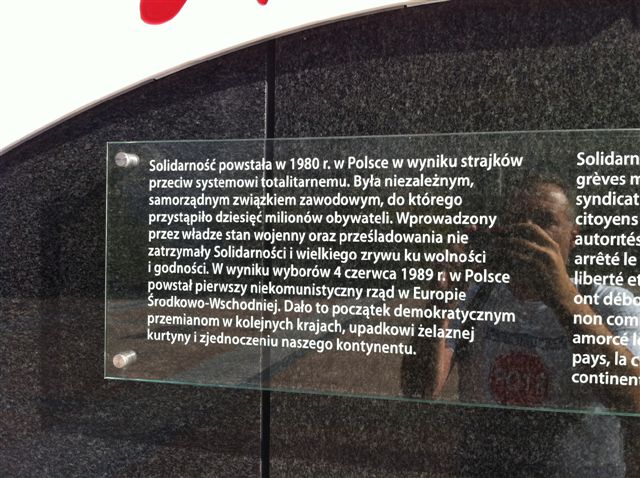 Solidarność powstała w 1980 r. w Polsce w wyniku strajków
przeciw systemowi totalitarnemu. Była niezależnym,
samorządnym związkiem zawodowym, do którego
przystąpiło dziesięć milionów obywateli. Wprowadzony
przez władze stan wojenny oraz prześladowania nie
zatrzymały Solidarności i wielkiego zrywu ku wolności
i godności. W wyniku wyborów 4 czerwca 1989 r. w Polsce
powstał pierwszy niekomunistyczny rząd w Europie
Środkowo-Wschodniej. Dało to początek demokratycznym
przemianom w kolejnych krajach, upadkowi żelaznej
kurtyny i zjednoczeniu naszego kontynentu.
Solidarn
grèves m
syndicat
citoyens
autorités
arrêté le
liberté et
ont débo
non com
amorcé le
pays, la c
continent